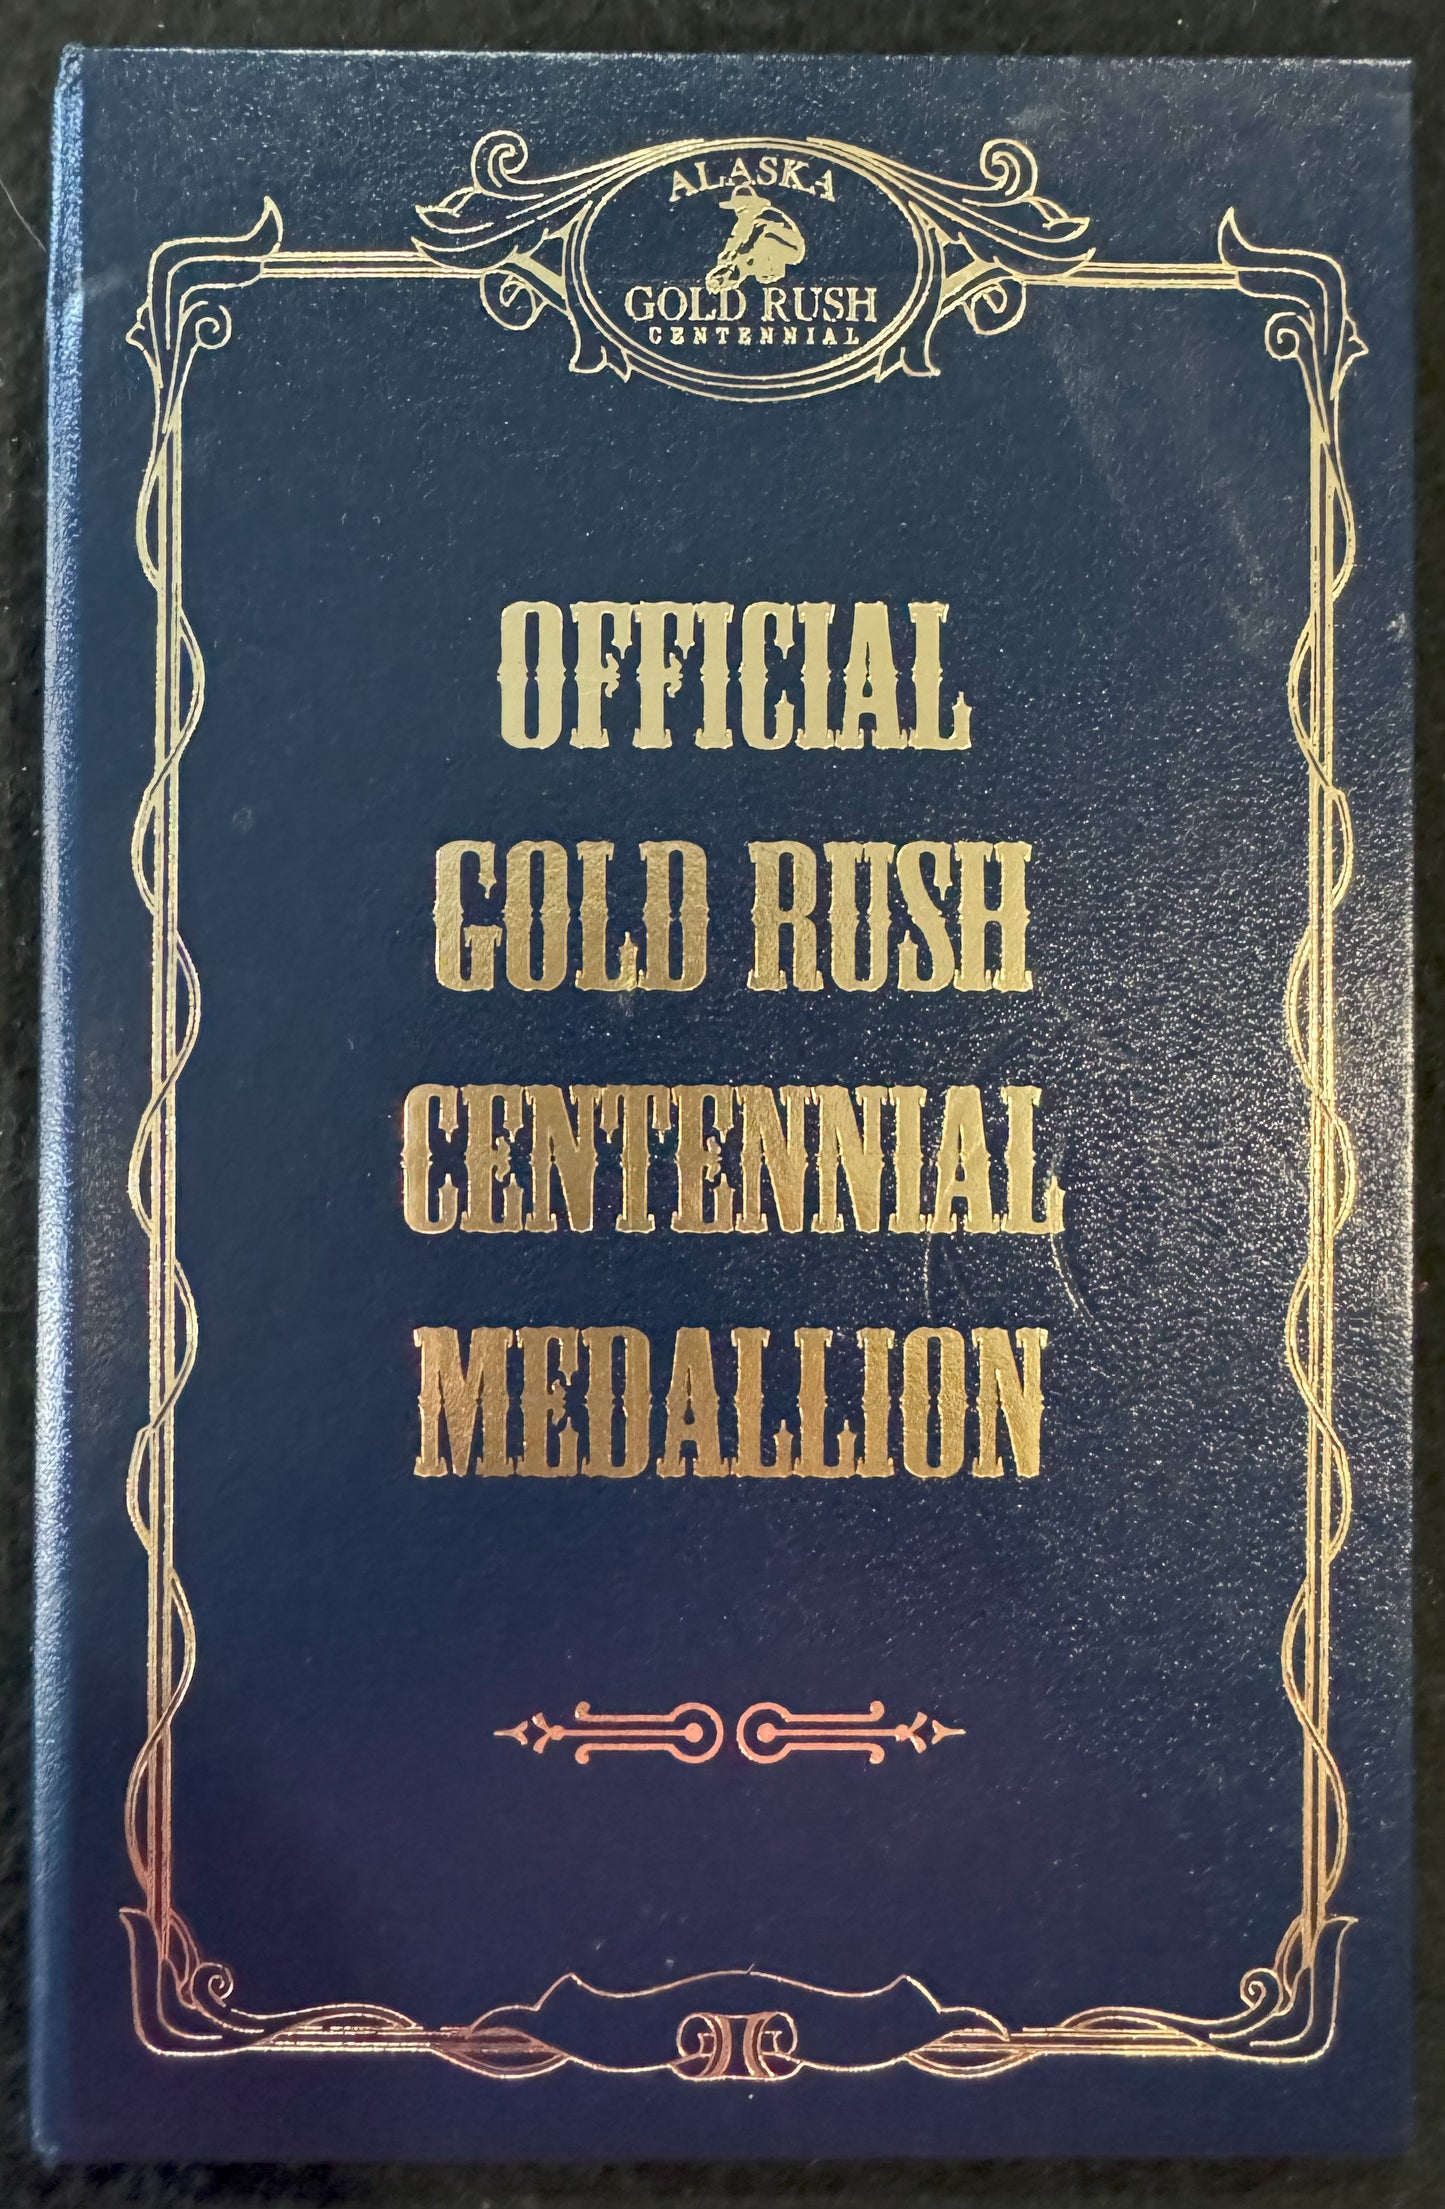 ALASKA
GOLD RUSH
CENTENNIAL
OFFICIAL
GOLD RUSH
CENTENNIAL
MEDALLION